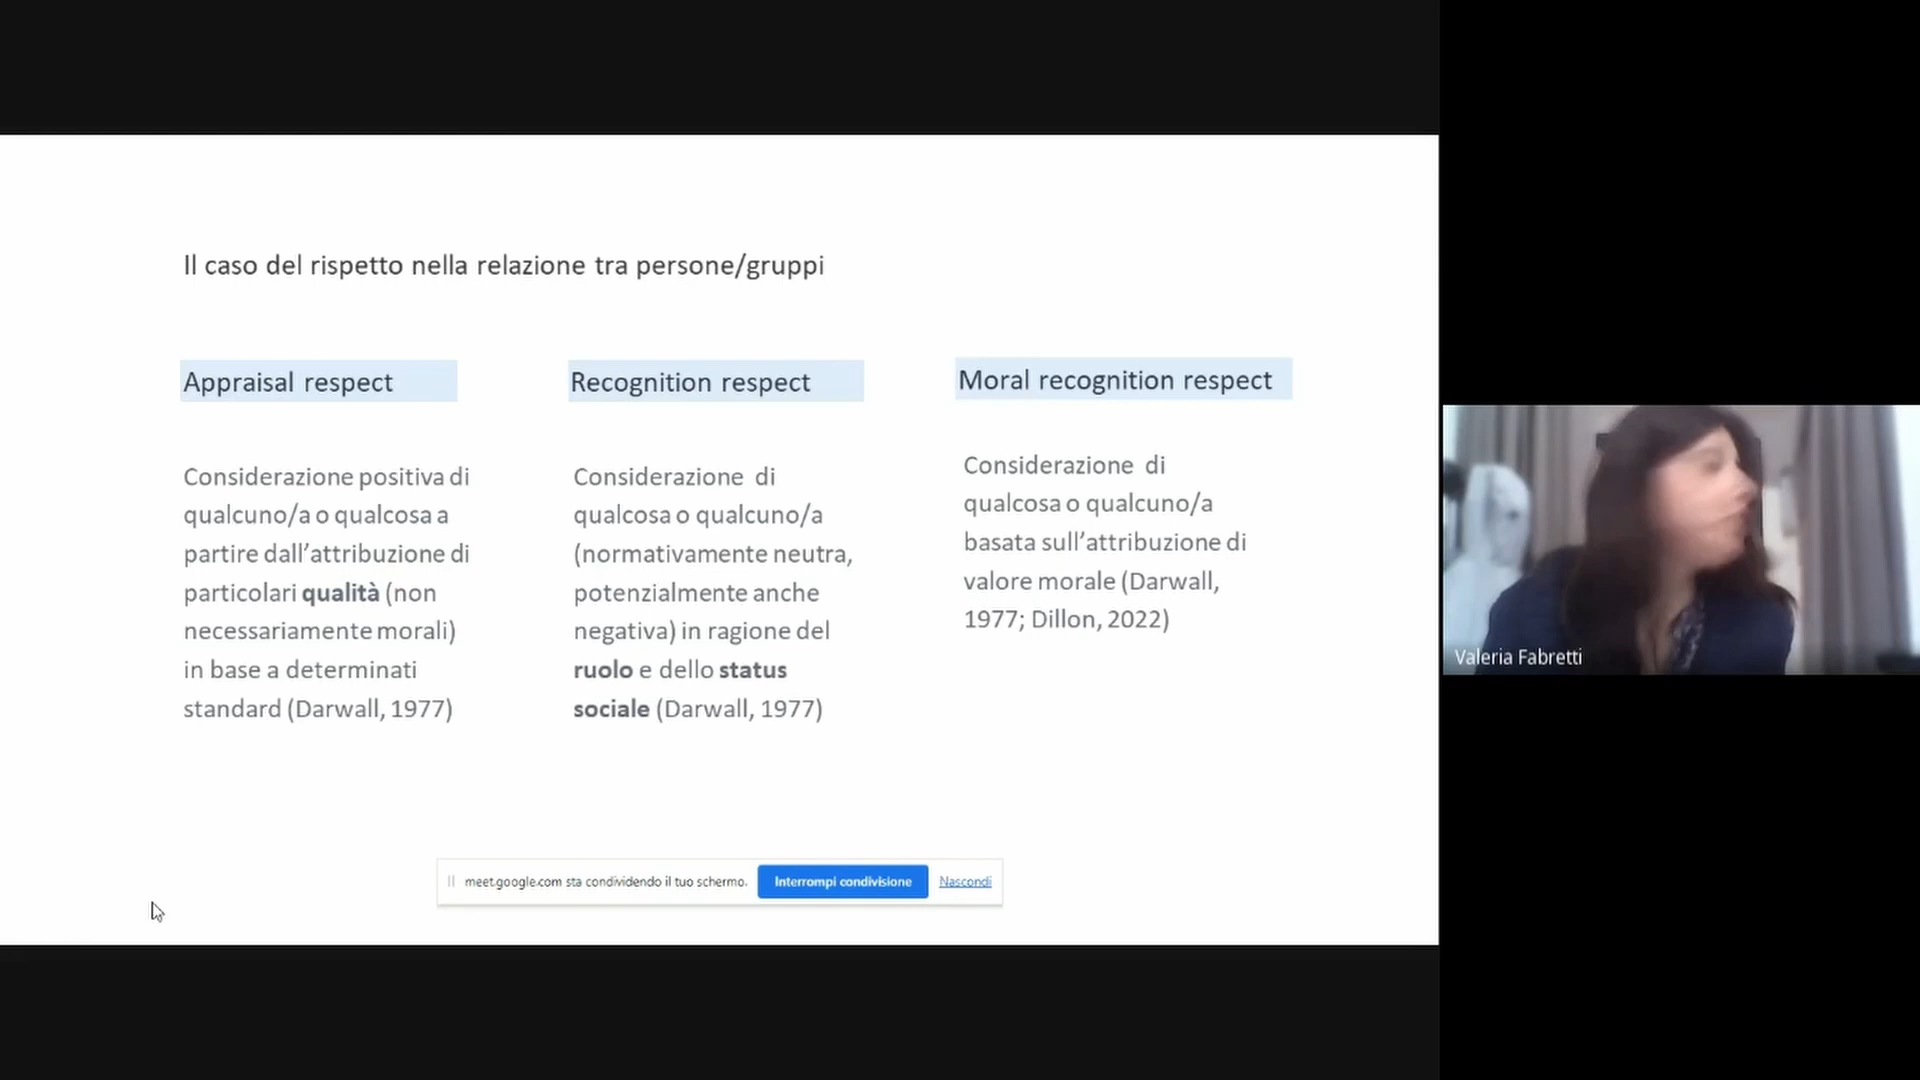 Il caso del rispetto nella relazione tra persone/gruppi
Appraisal respect
Considerazione positiva di
qualcuno/a o qualcosa a
partire dall’attribuzione di
particolari qualità (non
necessariamente morali)
in base a determinati
standard (Darwall, 1977)
Recognition respect
Considerazione di
qualcosa o qualcuno/a
(normativamente neutra,
potenzialmente anche
negativa) in ragione del
ruolo e dello status
sociale (Darwall, 1977)
Moral recognition respect
Considerazione di
qualcosa o qualcuno/a
basata sull’attribuzione di
valore morale (Darwall,
1977; Dillon, 2022)
meet.google.com sta condividendo il tuo schermo.
Interrompi condivisione
Nascondi
Valeria Fabretti